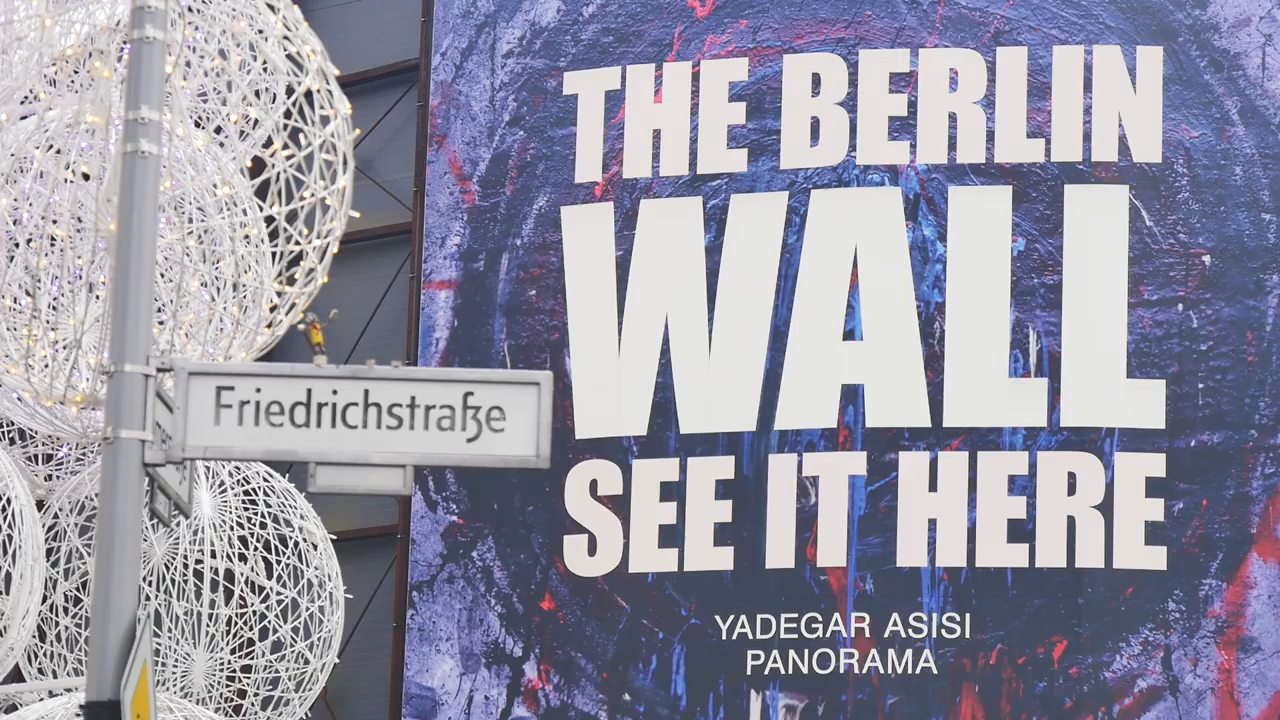 Friedrichstraße
THE BERLIN
WALL
SEE IT HERE
YADEGAR ASISI
PANORAMA